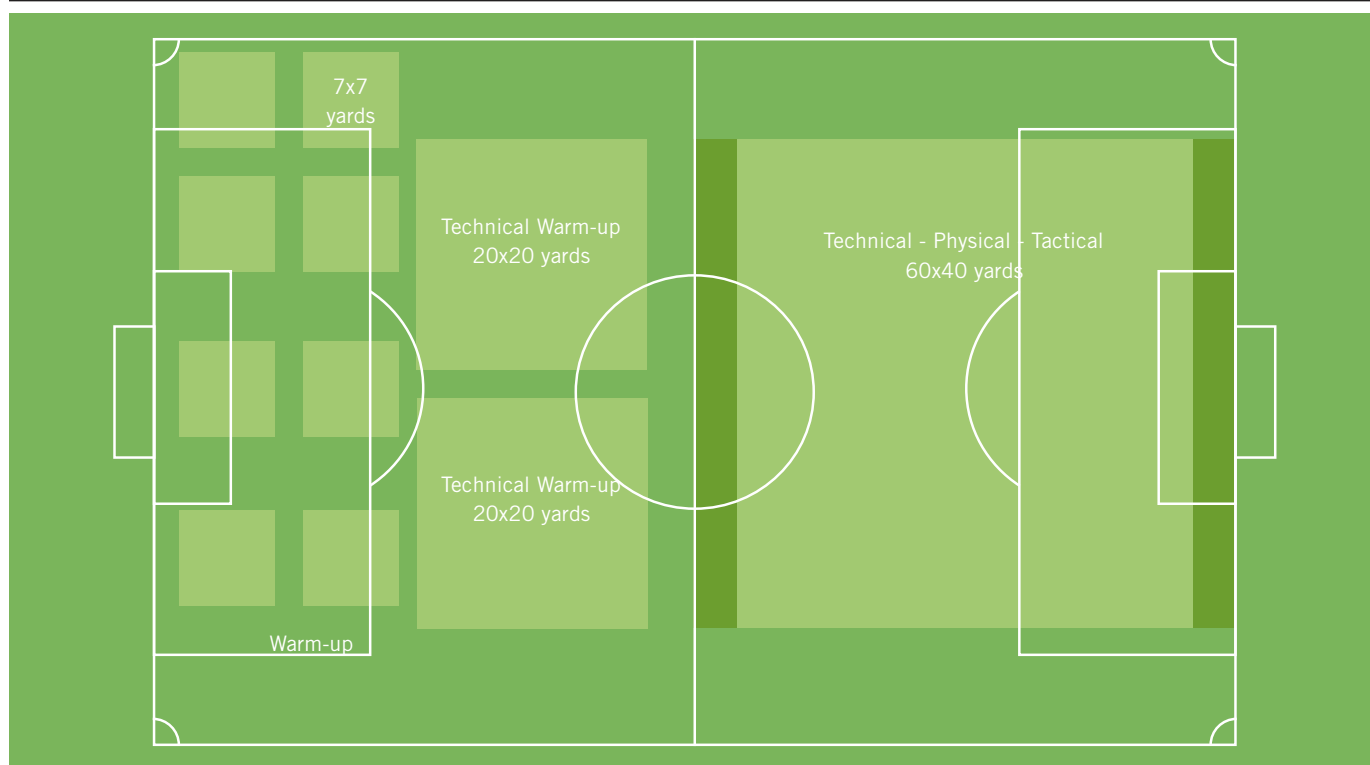 7x7
yards
Technical Warm-up
20x20 yards
Technical - Physical - Tactical
60x40 yards
Technical Warm-up
20x20 yards
Warm-up